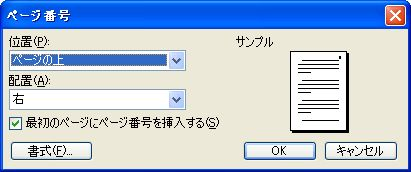 ページ番号
位置(P):
ページの上
配置(A):
右
最初のページにページ番号を挿入する(S)
サンプル
書式(F)...
OK
キャンセル